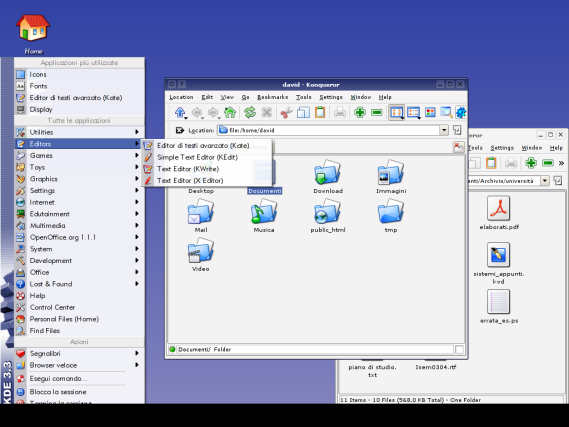 Home
Applicazioni più utilizzate
Icons
Fonts
Editor di testi avanzato (Kate)
Display
Tutte le applicazioni
Utilities
Editors
Games
Toys
Graphics
Settings
Internet
Edutainment
Multimedia
OpenOffice.org 1.1.1
System
Development
Office
Lost & Found
Help
Control Center
Personal Files (Home)
Find Files
Azioni
Segnalibri
Browser veloce
Esegui comando...
Blocca la sessione
KDE 3.3
Editor di testi avanzato (Kate)
Simple Text Editor (KEdit)
Text Editor (KWrite)
Text Editor (X Editor)
david - Konqueror
Location Edit View Go Bookmarks Tools Settings Window Help
Location: file:/home/david
Desktop
Documenti
Download
Immagini
Mail
Musica
public_html
tmp
Video
Documenti/ Folder
eror
Tools Settings Window Help
nti/Archivio/università
elaborati.pdf
sistemi_appunti.
kwd
errata_es.ps
piano di studio.
txt
Isem0304.rtf
11 Items - 10 Files (568.0 KB Total) - One Folder